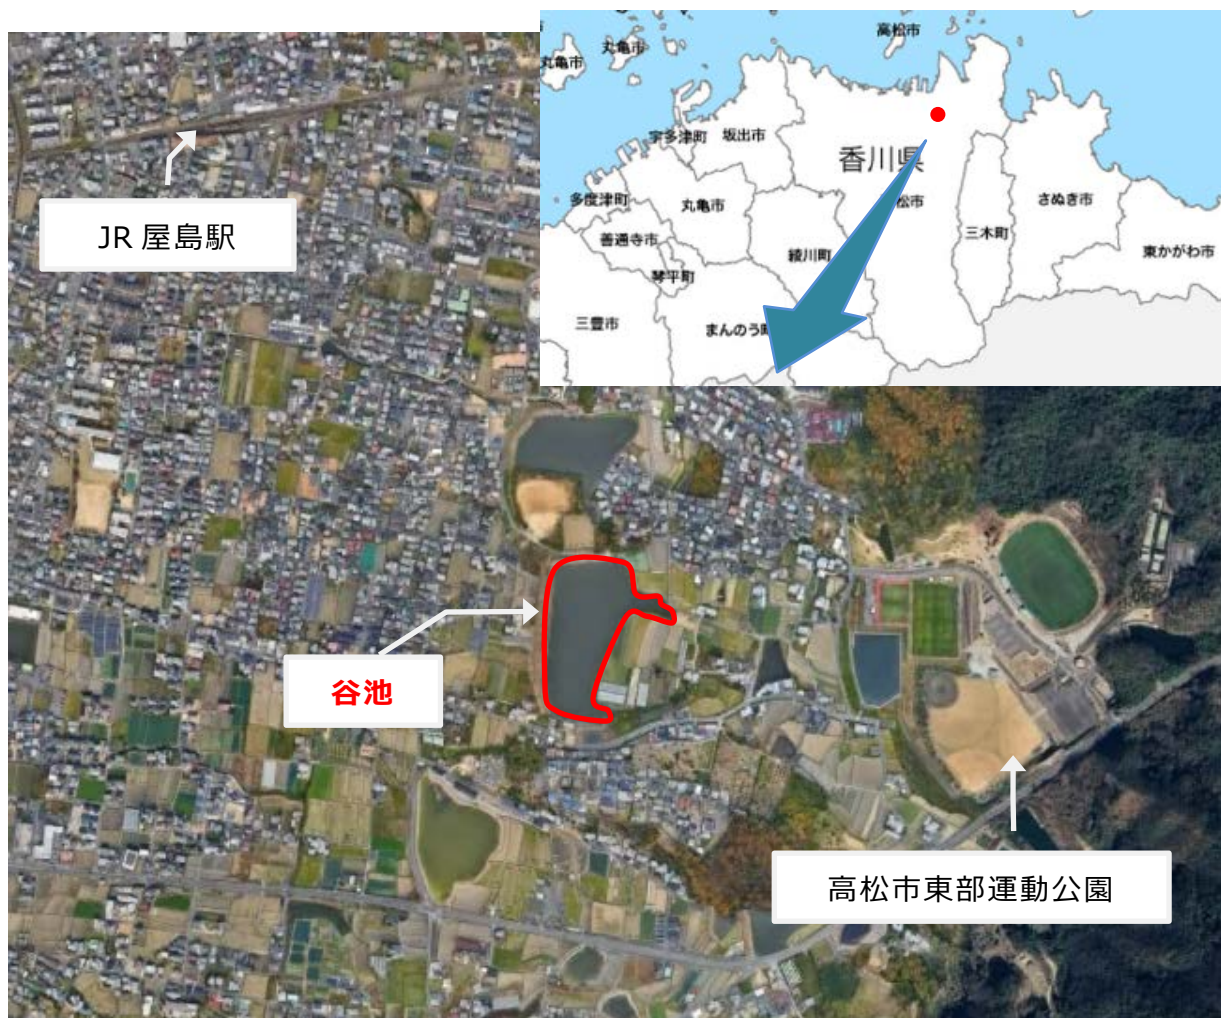 高松市
丸亀市
丸亀市
宇多津町
坂出市
香川県
多度津町
丸亀市
松市
さぬき市
善通寺市
三木町
綾川町
東かがわ市
琴平町
三豊市
まんのう町
JR 屋島駅
谷池
高松市東部運動公園